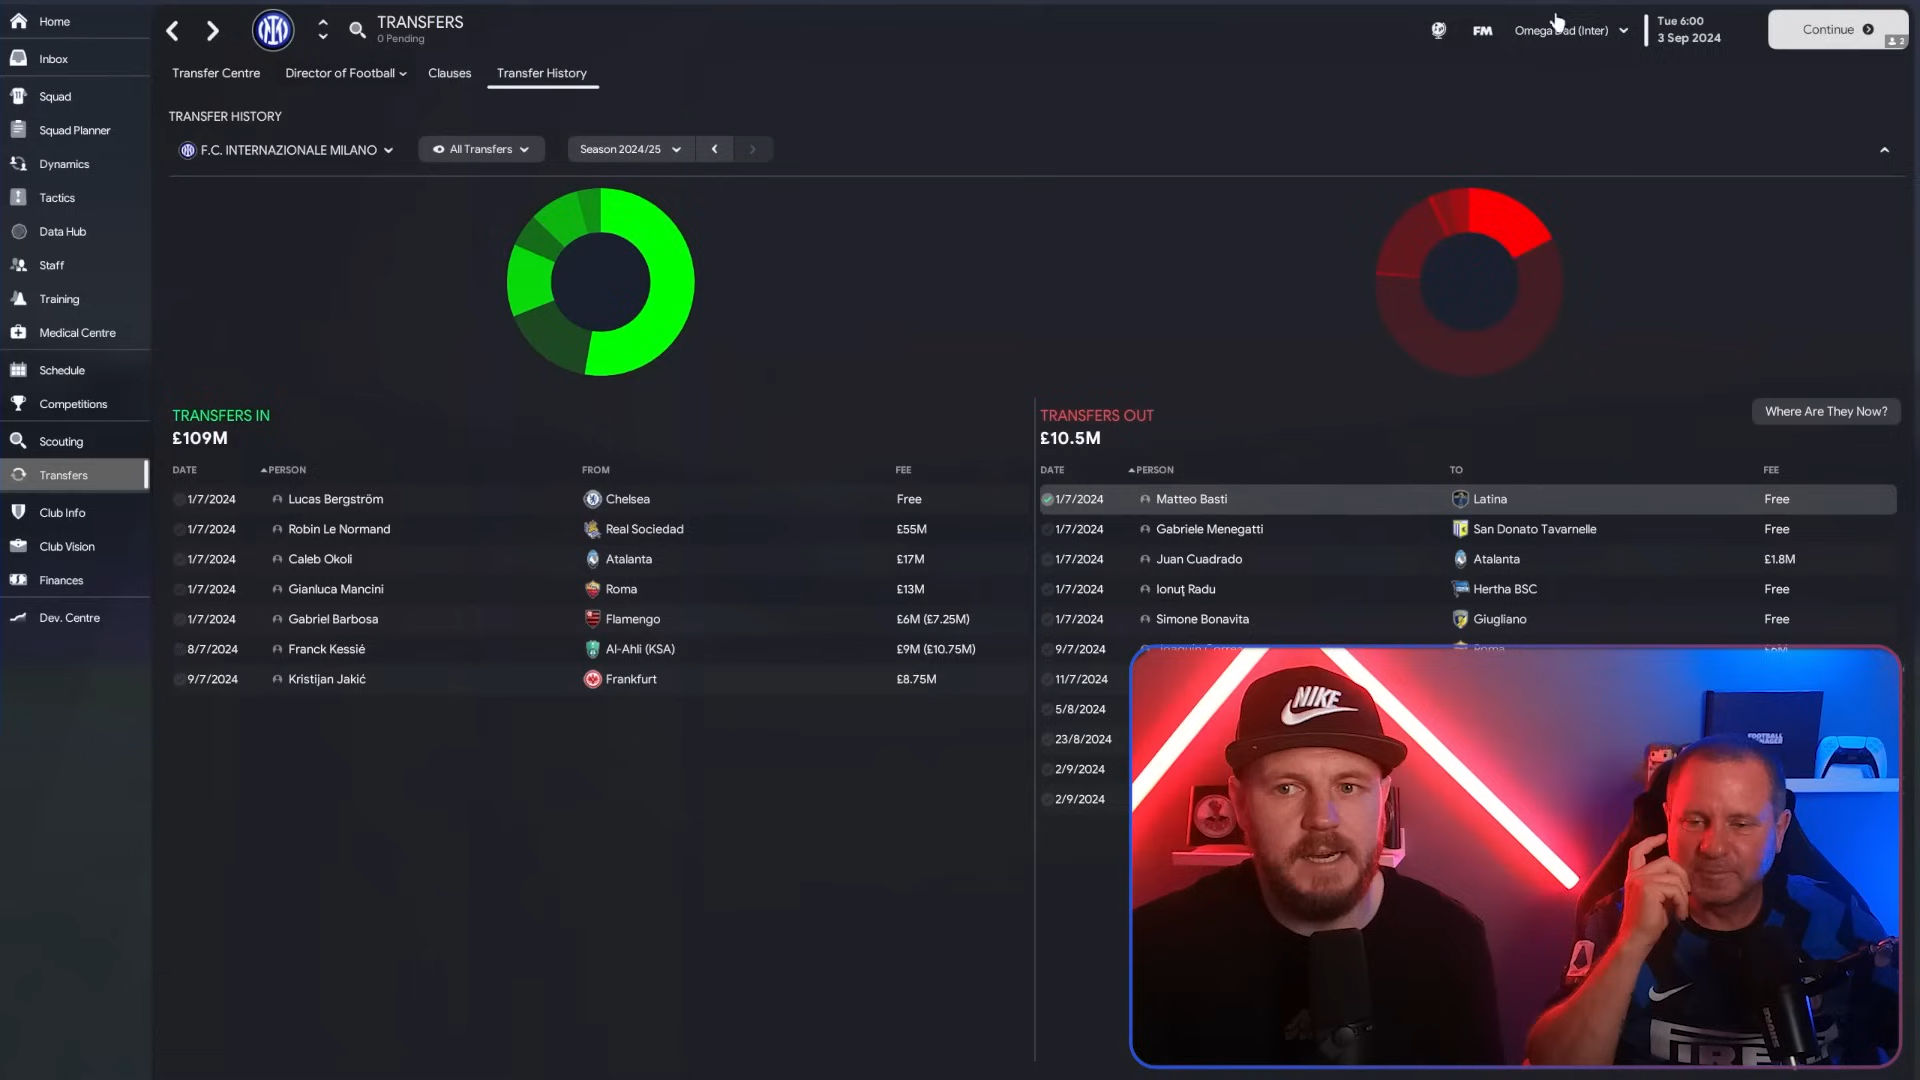 Home
Inbox
Squad
Squad Planner
Dynamics
Tactics
Data Hub
Staff
Training
Medical Centre
Schedule
Competitions
Scouting
Transfers
Club Info
Club Vision
Finances
Dev. Centre
TRANSFERS
0 Pending
FM
Omega Dad (Inter)
Tue 6:00
3 Sep 2024
Continue
2
Transfer Centre Director of Football Clauses Transfer History
TRANSFER HISTORY
F.C. INTERNAZIONALE MILANO All Transfers Season 2024/25
TRANSFERS IN
£109M
DATE PERSON FROM FEE
1/7/2024 Lucas Bergström Chelsea Free
1/7/2024 Robin Le Normand Real Sociedad £55M
1/7/2024 Caleb Okoli Atalanta £17M
1/7/2024 Gianluca Mancini Roma £13M
1/7/2024 Gabriel Barbosa Flamengo £6M (£7.25M)
8/7/2024 Franck Kessié Al-Ahli (KSA) £9M (£10.75M)
9/7/2024 Kristijan Jakić Frankfurt £8.75M
TRANSFERS OUT
£10.5M
Where Are They Now?
DATE PERSON TO FEE
1/7/2024 Matteo Basti Latina Free
1/7/2024 Gabriele Menegatti San Donato Tavarnelle Free
1/7/2024 Juan Cuadrado Atalanta £1.8M
1/7/2024 Ionuț Radu Hertha BSC Free
1/7/2024 Simone Bonavita Giugliano Free
9/7/2024
11/7/2024
5/8/2024
23/8/2024
2/9/2024
2/9/2024
NIKE
FOOTBALL
MANAGER